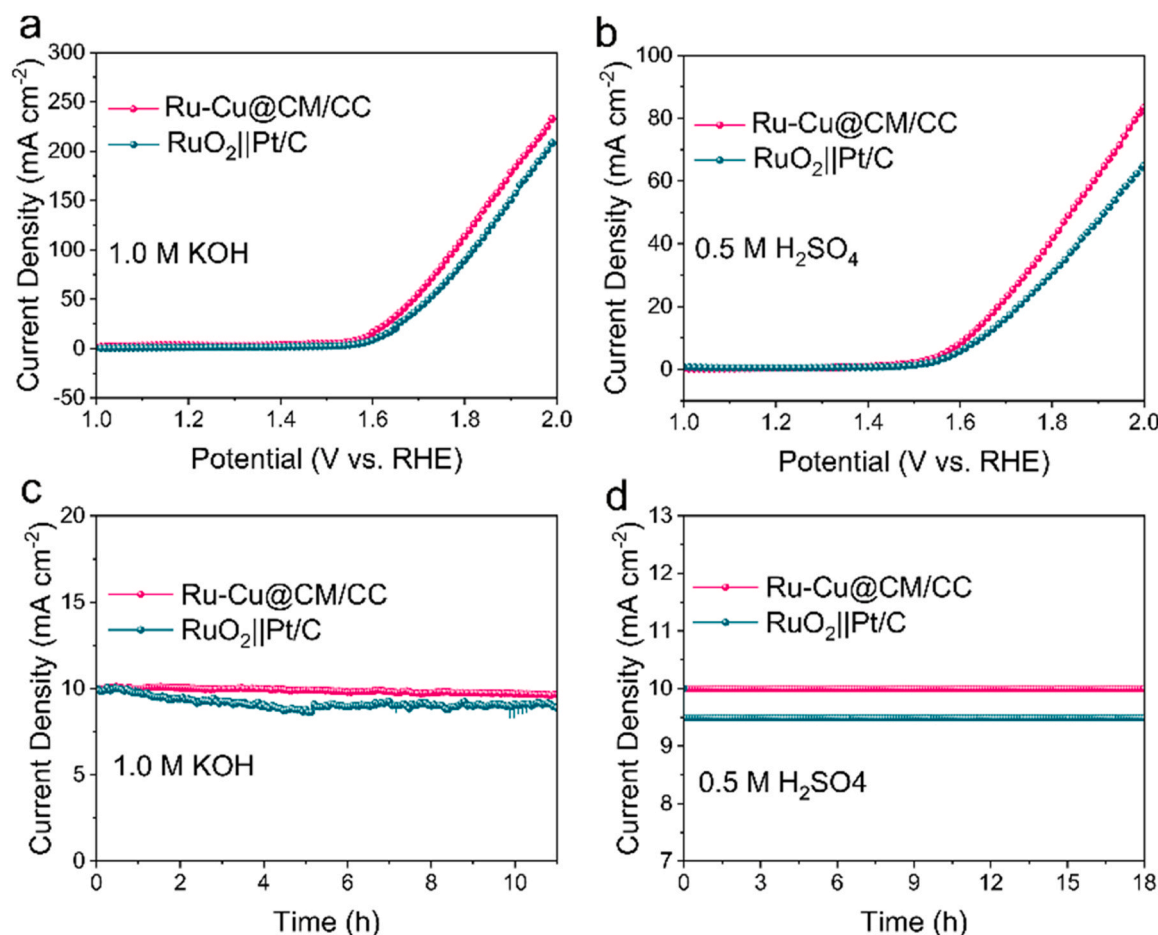 a
300
250
200
150
100
50
0
-50
Current Density (mA cm⁻²)
Ru-Cu@CM/CC
RuO₂||Pt/C
1.0 M KOH
1.0 1.2 1.4 1.6 1.8 2.0
Potential (V vs. RHE)
b
100
80
60
40
20
0
Current Density (mA cm⁻²)
Ru-Cu@CM/CC
RuO₂||Pt/C
0.5 M H₂SO₄
1.0 1.2 1.4 1.6 1.8 2.0
Potential (V vs. RHE)
c
20
15
10
5
0
Current Density (mA cm⁻²)
Ru-Cu@CM/CC
RuO₂||Pt/C
1.0 M KOH
0 2 4 6 8 10
Time (h)
d
13
12
11
10
9
8
7
Current Density (mA cm⁻²)
Ru-Cu@CM/CC
RuO₂||Pt/C
0.5 M H₂SO4
0 3 6 9 12 15 18
Time (h)